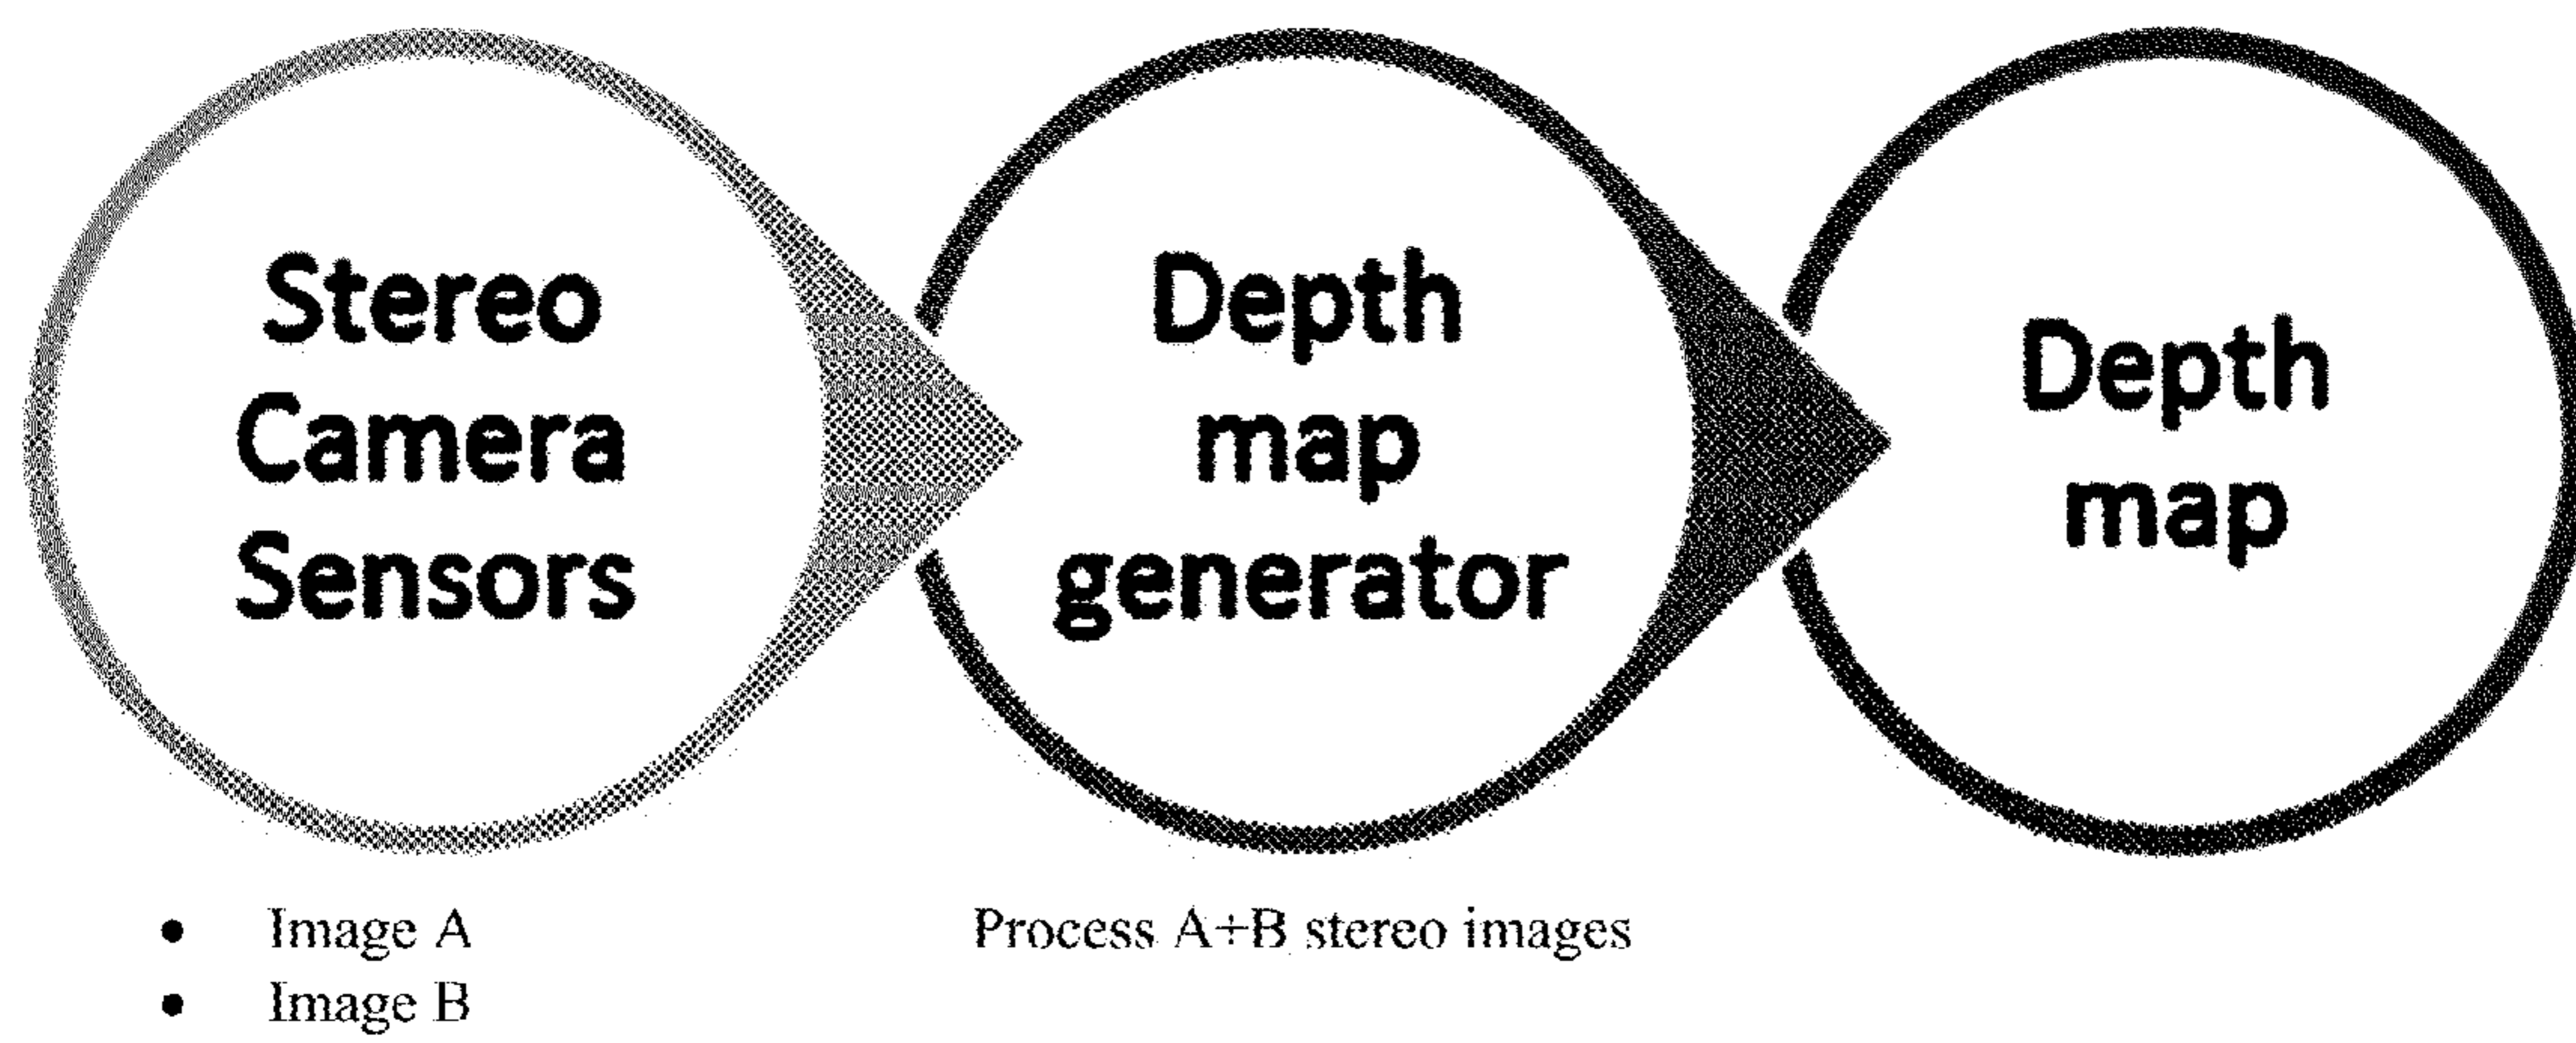 Stereo
Camera
Sensors
Depth
map
generator
Depth
map
• Image A
• Image B
Process A+B stereo images